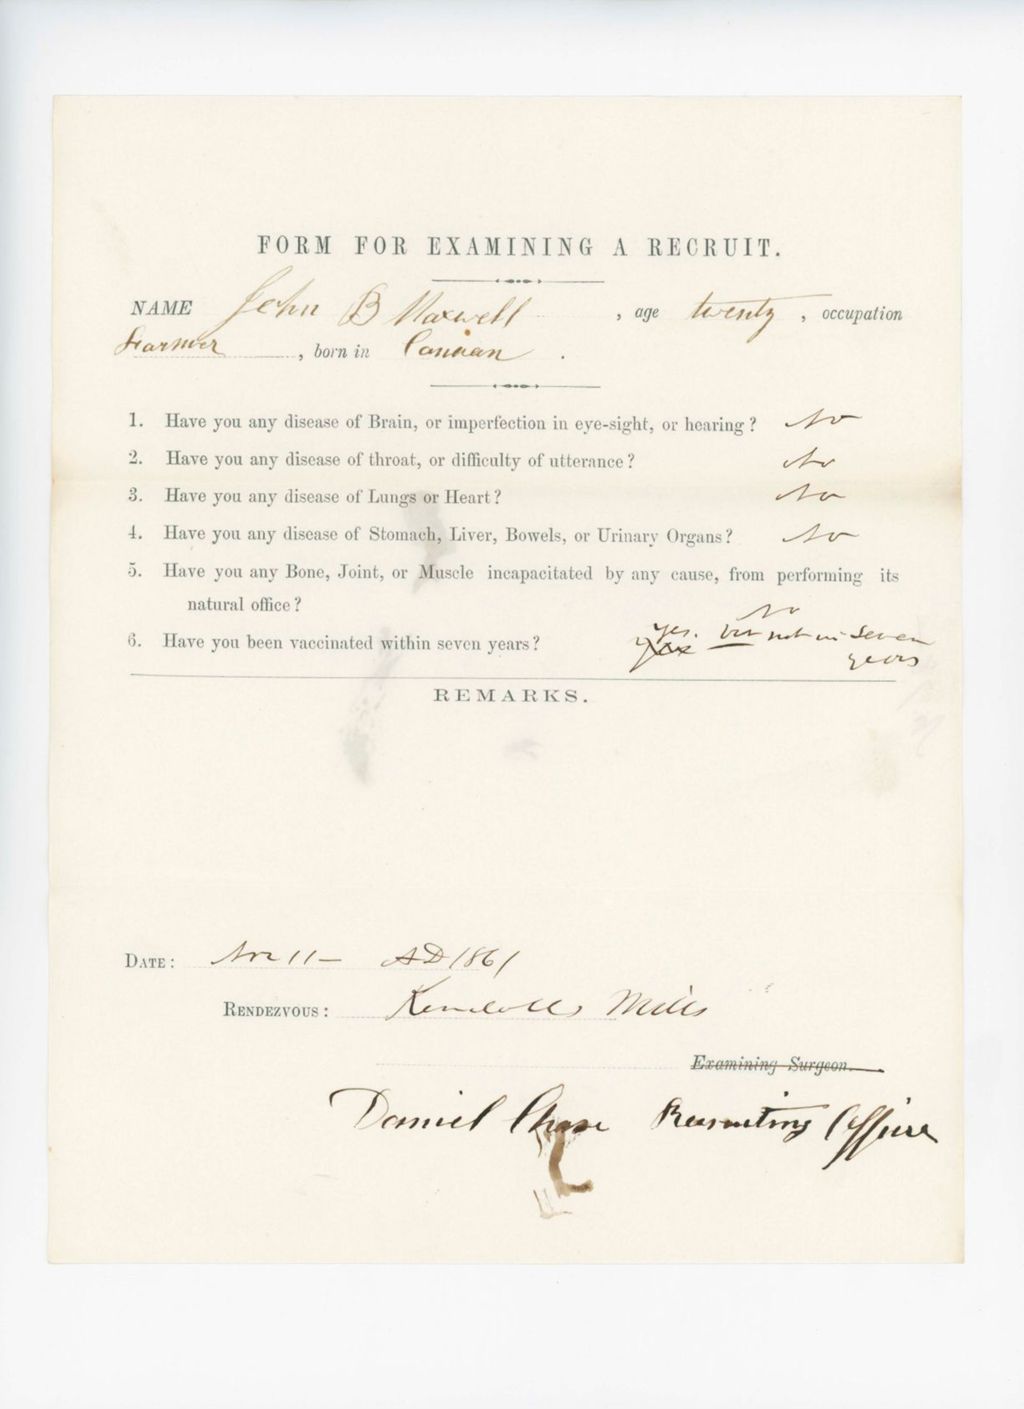 FORM FOR EXAMINING A RECRUIT.
NAME John B Maxwell , age twenty , occupation
Farmer , born in Canaan .
1. Have you any disease of Brain, or imperfection in eye-sight, or hearing? No
2. Have you any disease of throat, or difficulty of utterance? No
3. Have you any disease of Lungs or Heart? No
4. Have you any disease of Stomach, Liver, Bowels, or Urinary Organs? No
5. Have you any Bone, Joint, or Muscle incapacitated by any cause, from performing its
natural office? No
6. Have you been vaccinated within seven years? yes. but not in seven
years
REMARKS.
DATE: Nov 11 - AD 1861
RENDEZVOUS: Kendalls Mills
Examining Surgeon.
Daniel Chase Recruiting Officer